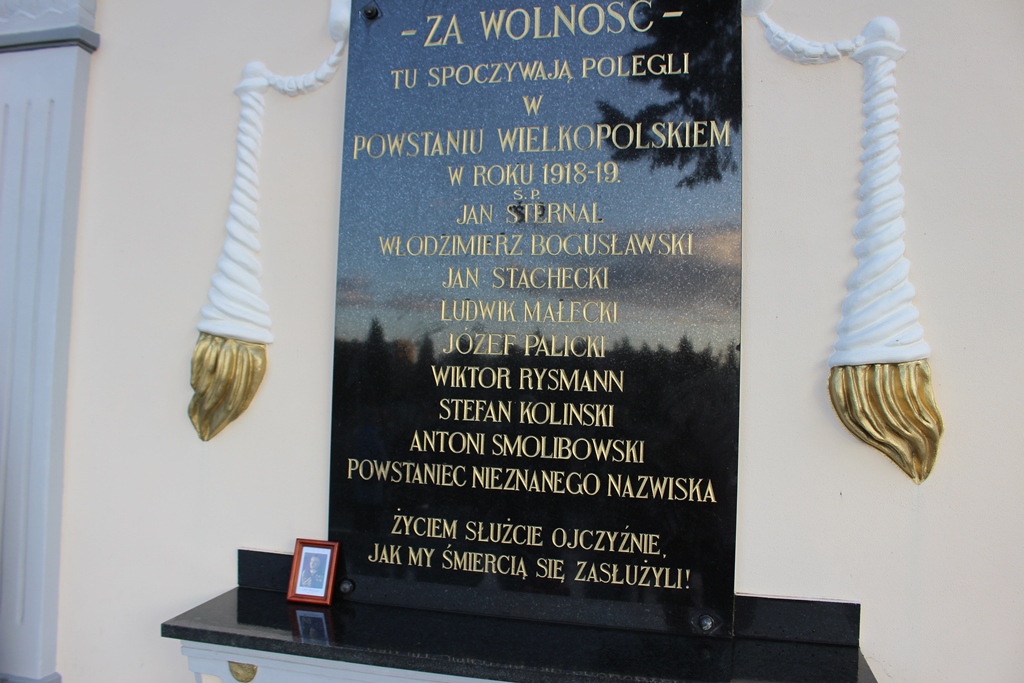 - ZA WOLNOŚĆ -
TU SPOCZYWAJĄ POLEGLI
W
POWSTANIU WIELKOPOLSKIEM
W ROKU 1918-19.
Ś.P.
JAN STERNAL
WŁODZIMIERZ BOGUSŁAWSKI
JAN STACHECKI
LUDWIK MAŁECKI
JÓZEF PALICKI
WIKTOR RYSMANN
STEFAN KOLINSKI
ANTONI SMOLIBOWSKI
POWSTANIEC NIEZNANEGO NAZWISKA
ŻYCIEM SŁUŻCIE OJCZYŹNIE,
JAK MY ŚMIERCIĄ SIĘ ZASŁUŻYLI!